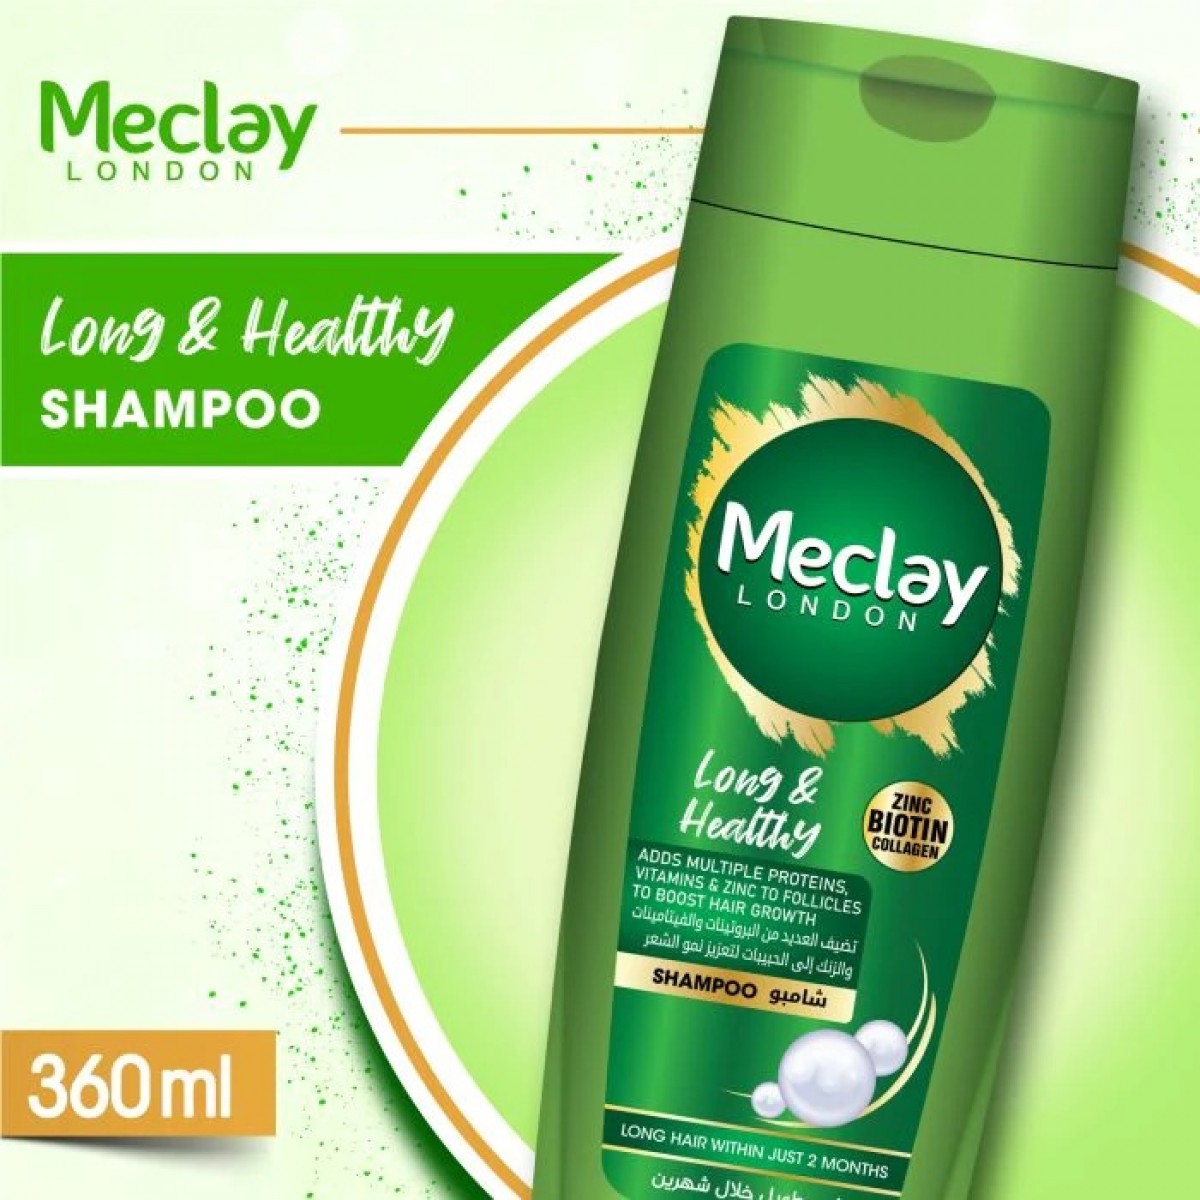 Meclay
LONDON
Long & Healthy
SHAMPOO
360ml
Meclay
LONDON
Long &
Healthy
ZINC
BIOTIN
COLLAGEN
ADDS MULTIPLE PROTEINS,
VITAMINS & ZINC TO FOLLICLES
TO BOOST HAIR GROWTH
تضيف العديد من البروتينات والفيتامينات
والزنك إلى الحبيبات لتعزيز نمو الشعر
SHAMPOO شامبو
LONG HAIR WITHIN JUST 2 MONTHS
طويل خلال شهرين